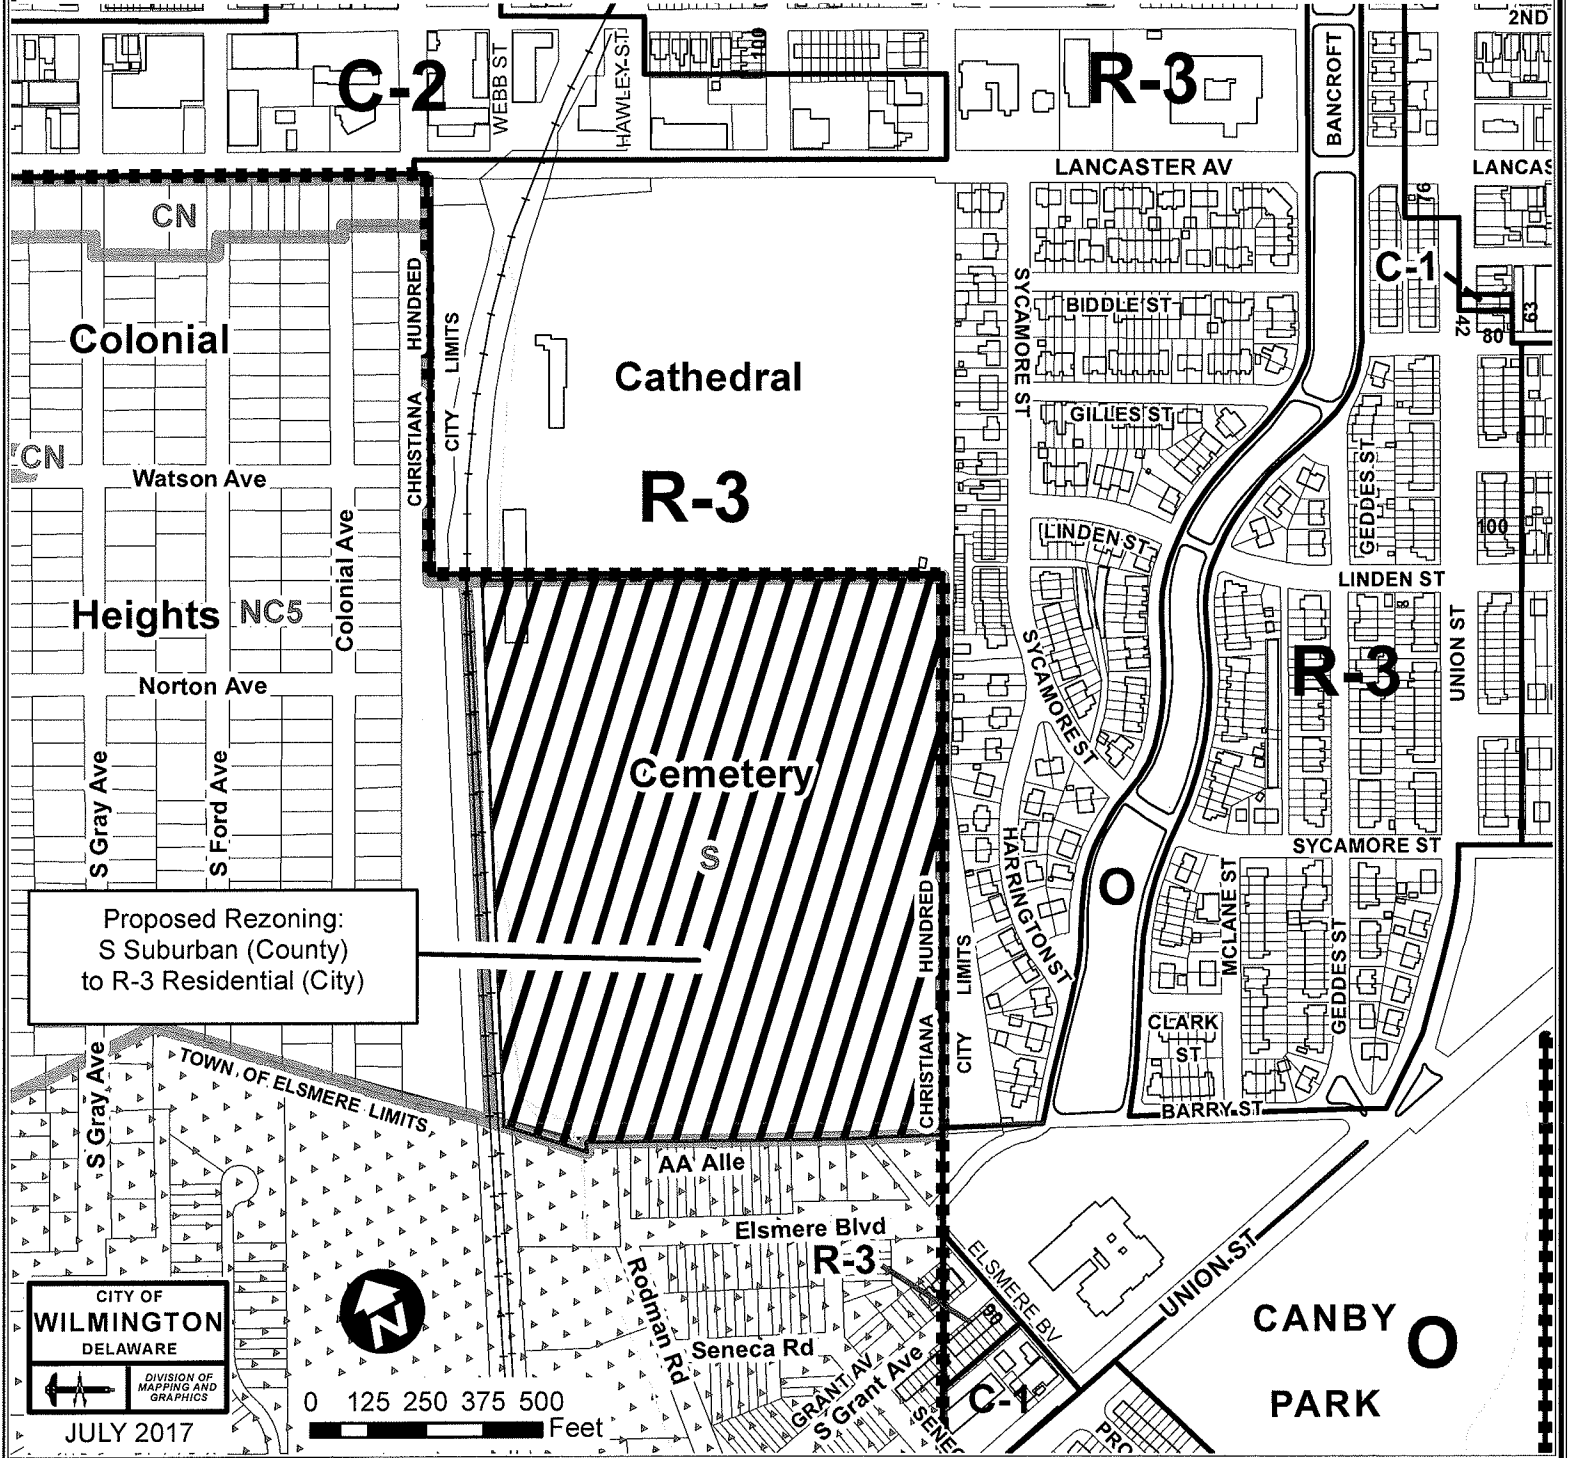 2ND
C-2
WEBB ST
HAWLEY ST
100
R-3
BANCROFT
LANCASTER AV
LANCAS
CN
76
Colonial
CHRISTIANA HUNDRED
CITY LIMITS
Cathedral
SYCAMORE ST
BIDDLE ST
C-1
42
80
63
GILLES ST
CN
Watson Ave
R-3
GEDDES ST
100
LINDEN ST
LINDEN ST
Colonial Ave
Heights
NC5
UNION ST
SYCAMORE ST
R-3
Norton Ave
S Gray Ave
S Ford Ave
Cemetery
S
HARRINGTON ST
SYCAMORE ST
O
MCLANE ST
GEDDES ST
CHRISTIANA HUNDRED
CITY LIMITS
Proposed Rezoning:
S Suburban (County)
to R-3 Residential (City)
CLARK
ST
BARRY ST
S Gray Ave
TOWN OF ELSMERE LIMITS
AA Alle
Elsmere Blvd
R-3
ELSMERE BV
90
UNION ST
Rodman Rd
Seneca Rd
GRANT AV
S Grant Ave
SENEC
C-1
PRO
CANBY
PARK
O
CITY OF
WILMINGTON
DELAWARE
DIVISION OF
MAPPING AND
GRAPHICS
JULY 2017
N
0 125 250 375 500
Feet